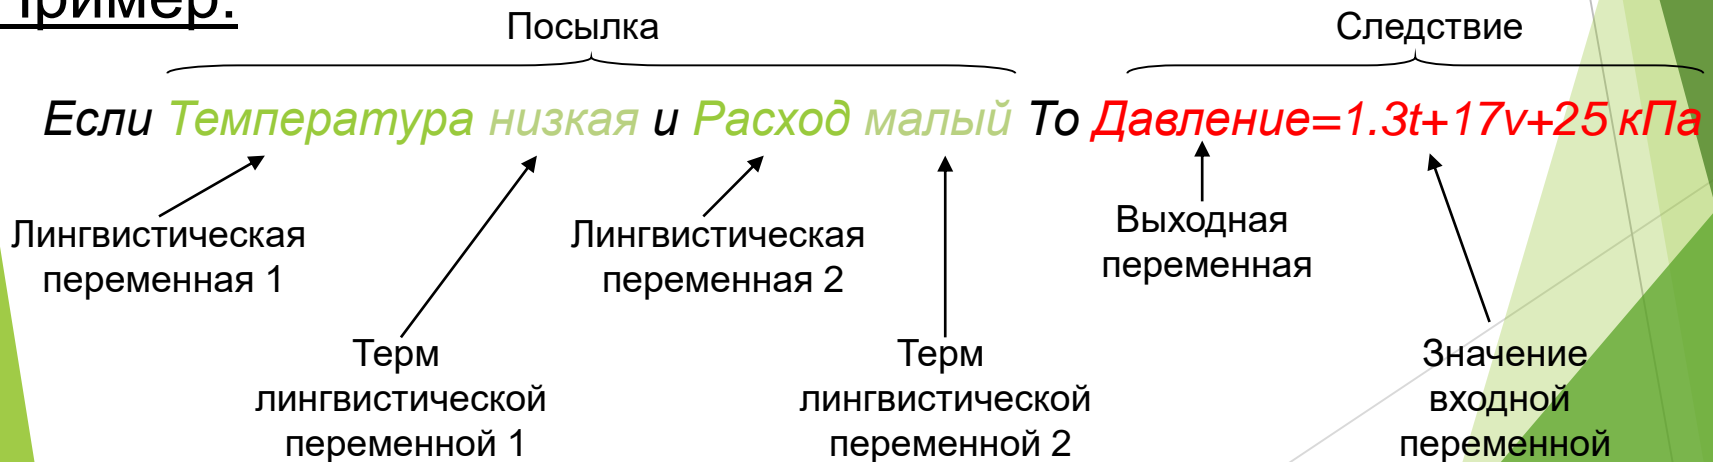 Пример:
Посылка
Следствие
Если Температура низкая и Расход малый То Давление=1.3t+17v+25 кПа
Лингвистическая
переменная 1
Лингвистическая
переменная 2
Выходная
переменная
Терм
лингвистической
переменной 1
Терм
лингвистической
переменной 2
Значение
входной
переменной